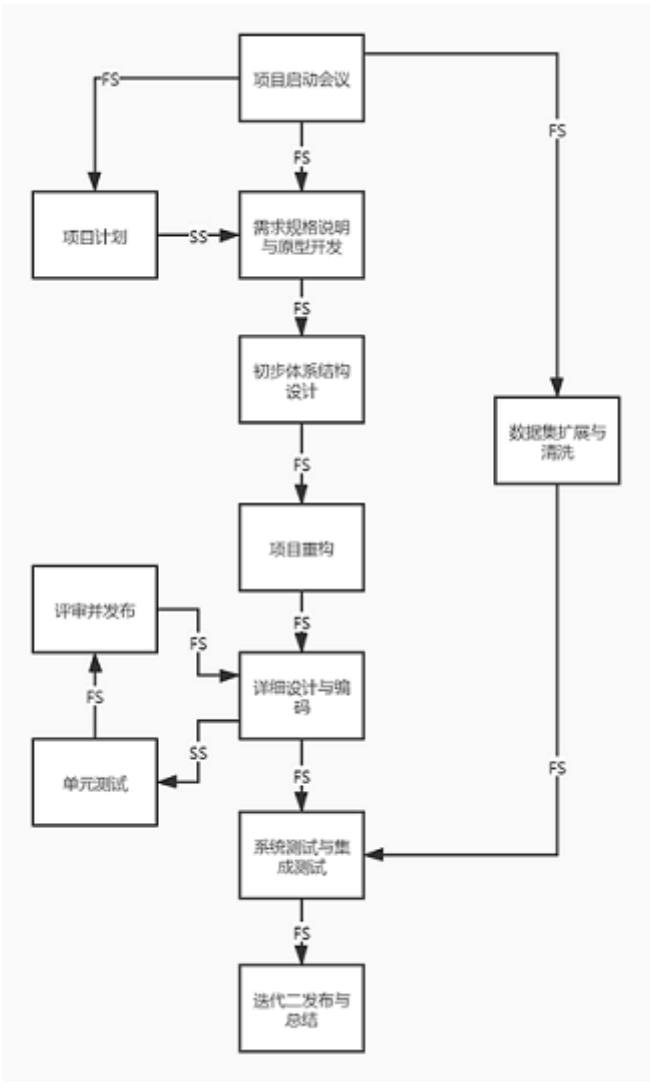 项目启动会议
FS
FS
FS
项目计划
SS
需求规格说明
与原型开发
FS
初步体系结构
设计
数据集扩展与
清洗
FS
项目重构
评审并发布
FS
FS
详细设计与编
码
FS
SS
单元测试
FS
FS
系统测试与集
成测试
FS
迭代二发布与
总结